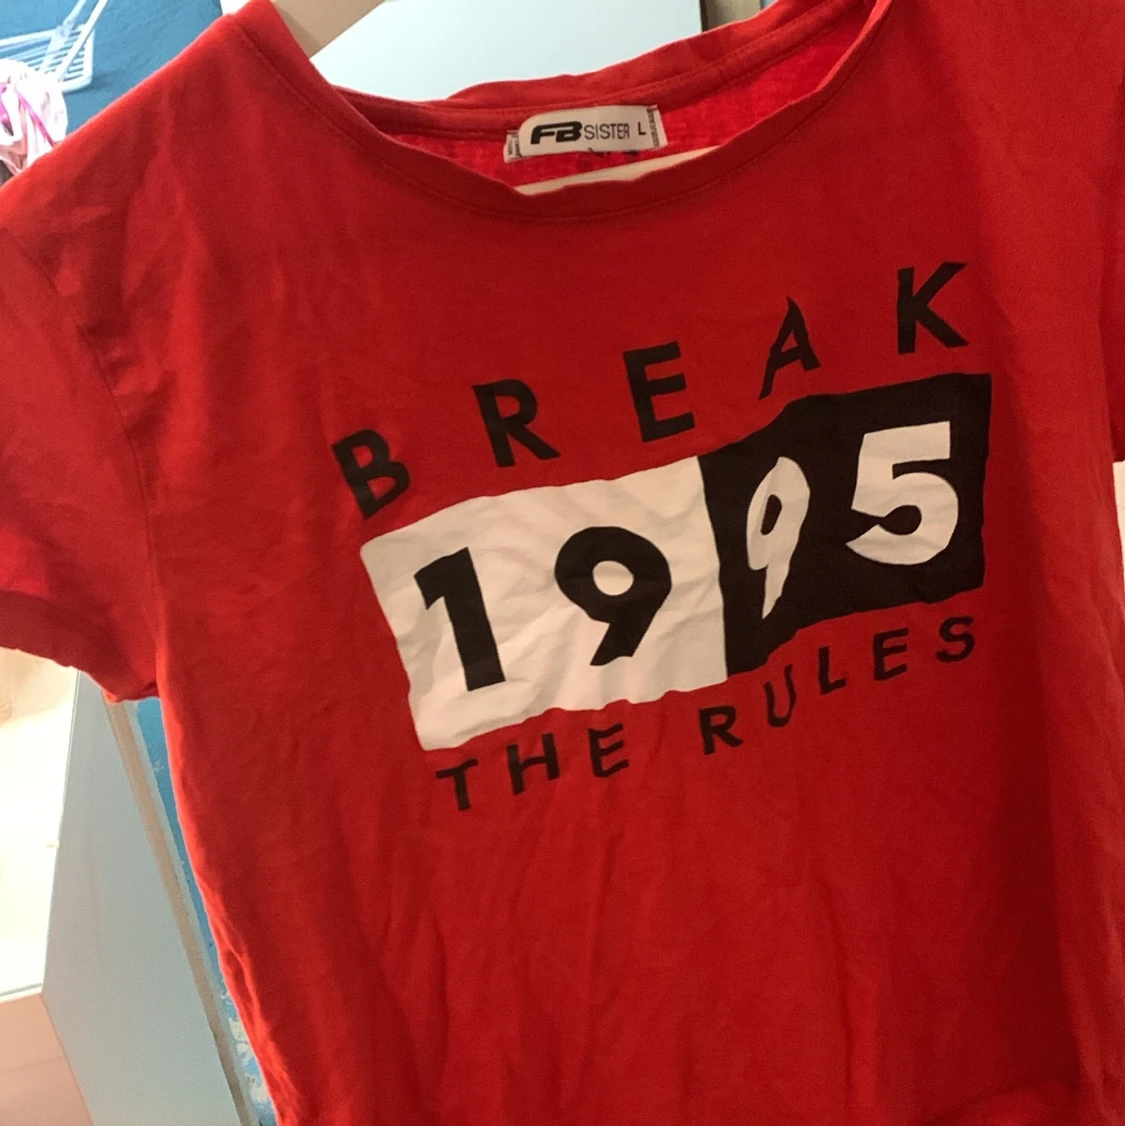 FB SISTER L
BREAK
1995
THE RULES